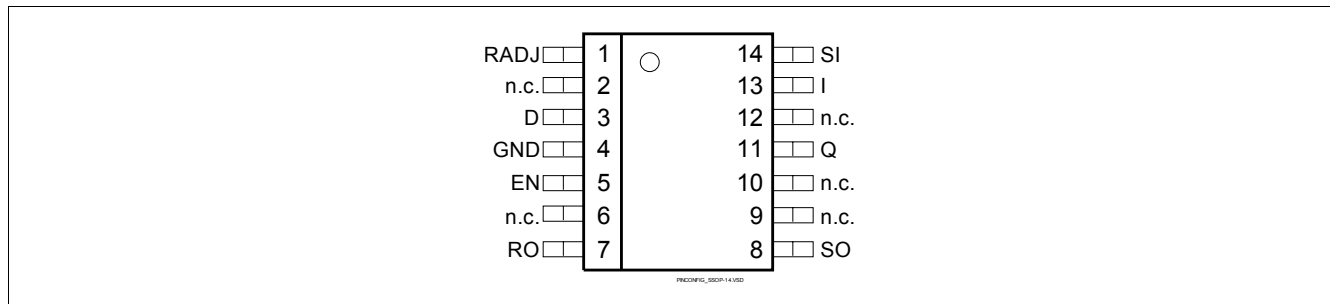 RADJ 1 14 SI
n.c. 2 13 I
D 3 12 n.c.
GND 4 11 Q
EN 5 10 n.c.
n.c. 6 9 n.c.
RO 7 8 SO
PINCONFIG_SSOP-14.VSD